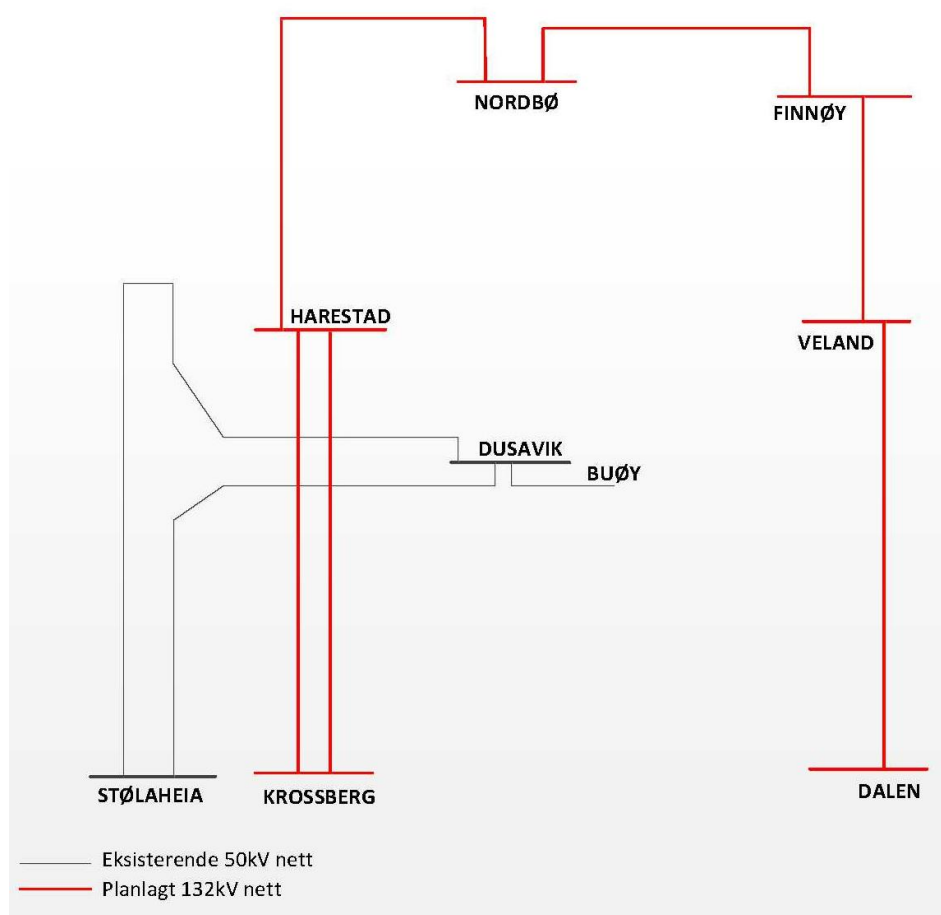 NORDBØ
FINNØY
HARESTAD
VELAND
DUSAVIK
BUØY
STØLAHEIA
KROSSBERG
DALEN
Eksisterende 50kV nett
Planlagt 132kV nett